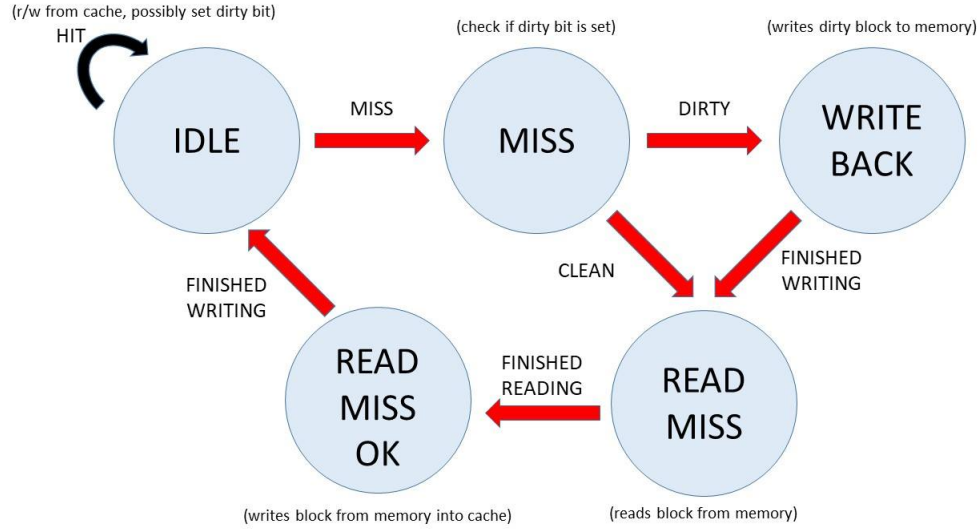 (r/w from cache, possibly set dirty bit)
HIT
IDLE
MISS
(check if dirty bit is set)
MISS
DIRTY
(writes dirty block to memory)
WRITE
BACK
CLEAN
FINISHED
WRITING
FINISHED
WRITING
READ
MISS
OK
(writes block from memory into cache)
FINISHED
READING
READ
MISS
(reads block from memory)